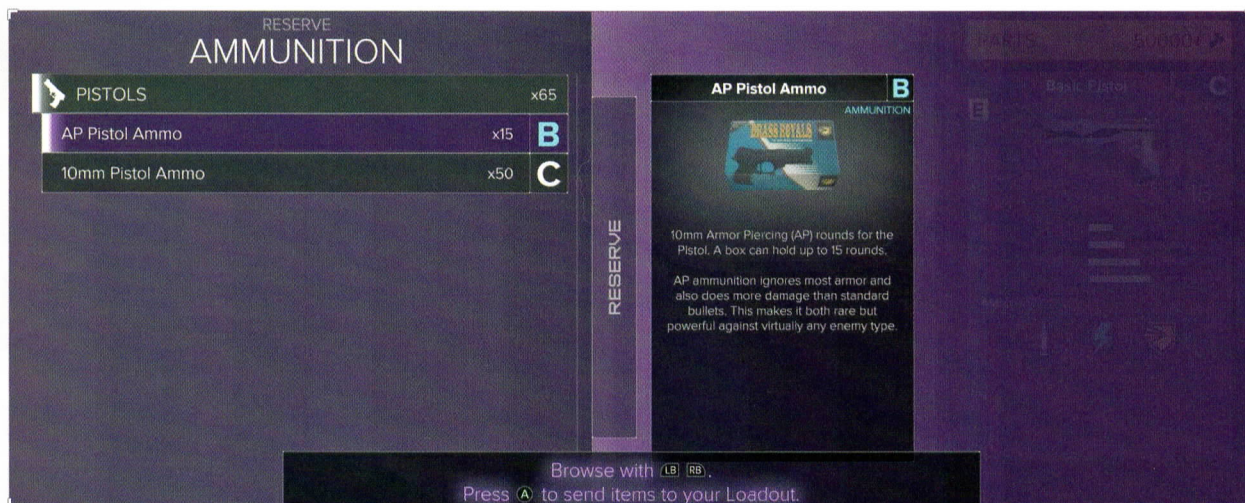 RESERVE
AMMUNITION
PISTOLS x65
AP Pistol Ammo x15 B
10mm Pistol Ammo x50 C
RESERVE
AP Pistol Ammo B
AMMUNITION
BRASS ROYALS
10mm Armor Piercing (AP) rounds for the
Pistol. A box can hold up to 15 rounds.
AP ammunition ignores most armor and
also does more damage than standard
bullets. This makes it both rare but
powerful against virtually any enemy type.
PARTS
Basic Pistol C
E
Browse with LB RB.
Press A to send items to your Loadout.